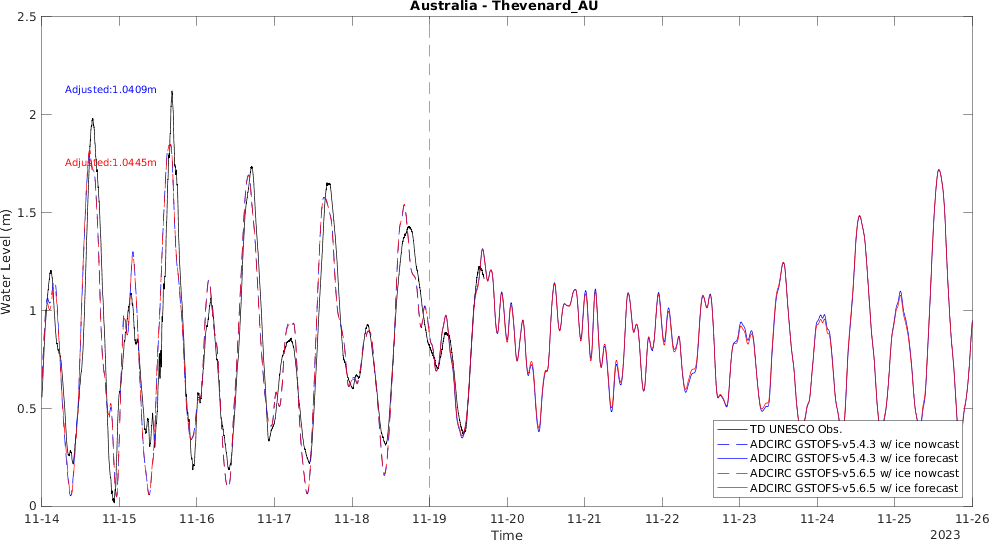 Australia - Thevenard_AU
2.5
2
1.5
1
0.5
0
Water Level (m)
Adjusted:1.0409m
Adjusted:1.0445m
TD UNESCO Obs.
ADCIRC GSTOFS-v5.4.3 w/ ice nowcast
ADCIRC GSTOFS-v5.4.3 w/ ice forecast
ADCIRC GSTOFS-v5.6.5 w/ ice nowcast
ADCIRC GSTOFS-v5.6.5 w/ ice forecast
11-14 11-15 11-16 11-17 11-18 11-19 11-20 11-21 11-22 11-23 11-24 11-25 11-26
Time
2023